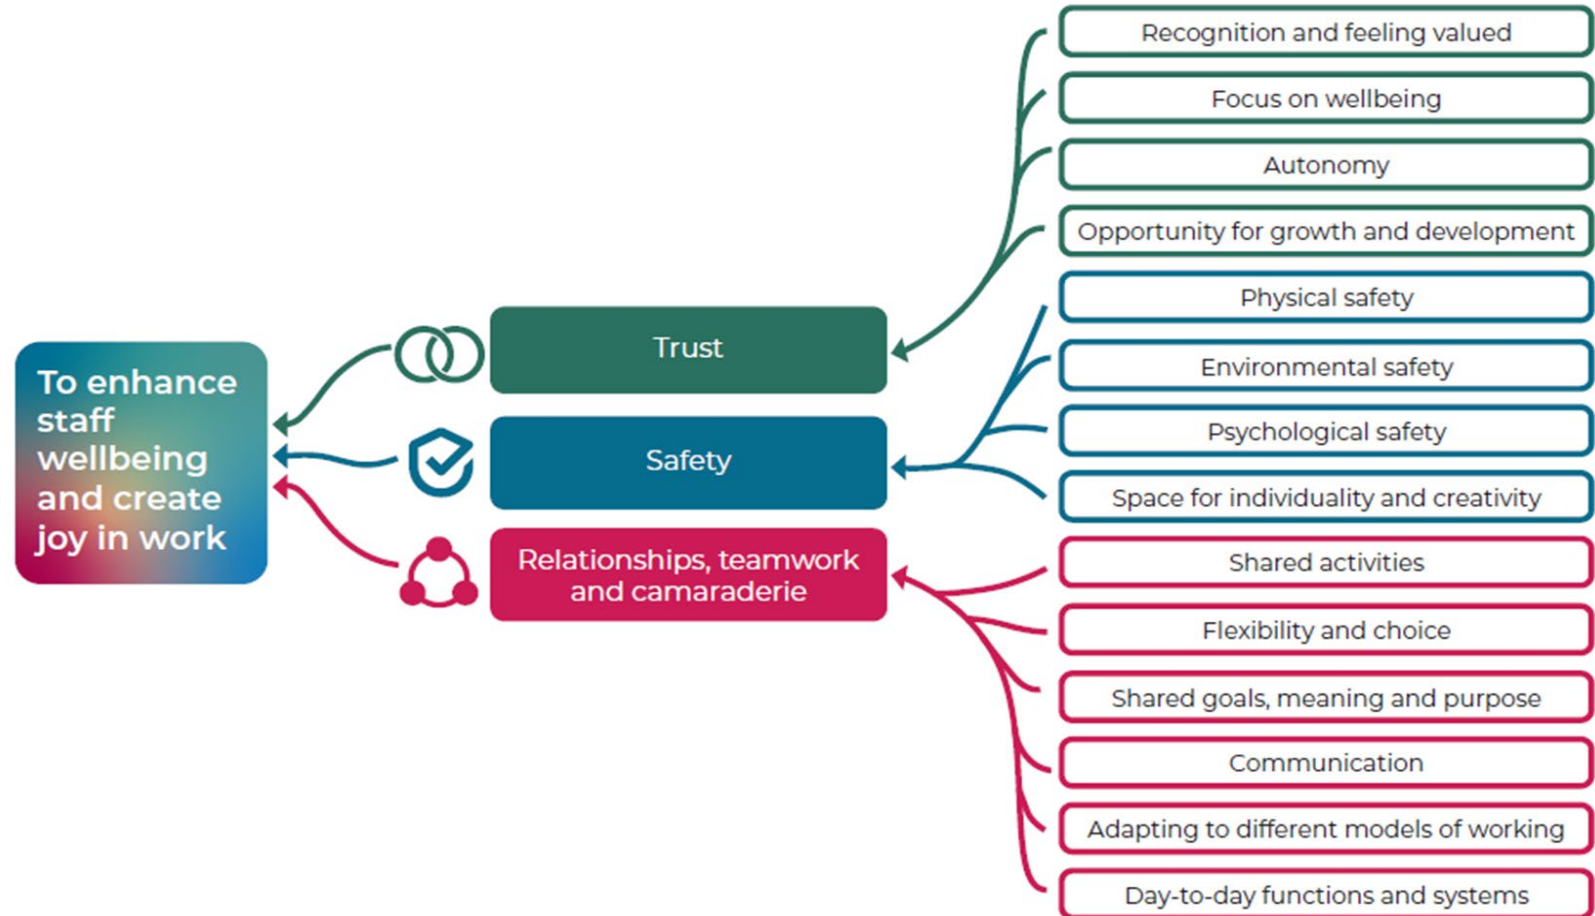 To enhance
staff
wellbeing
and create
joy in work
Trust
Safety
Relationships, teamwork
and camaraderie
Recognition and feeling valued
Focus on wellbeing
Autonomy
Opportunity for growth and development
Physical safety
Environmental safety
Psychological safety
Space for individuality and creativity
Shared activities
Flexibility and choice
Shared goals, meaning and purpose
Communication
Adapting to different models of working
Day-to-day functions and systems